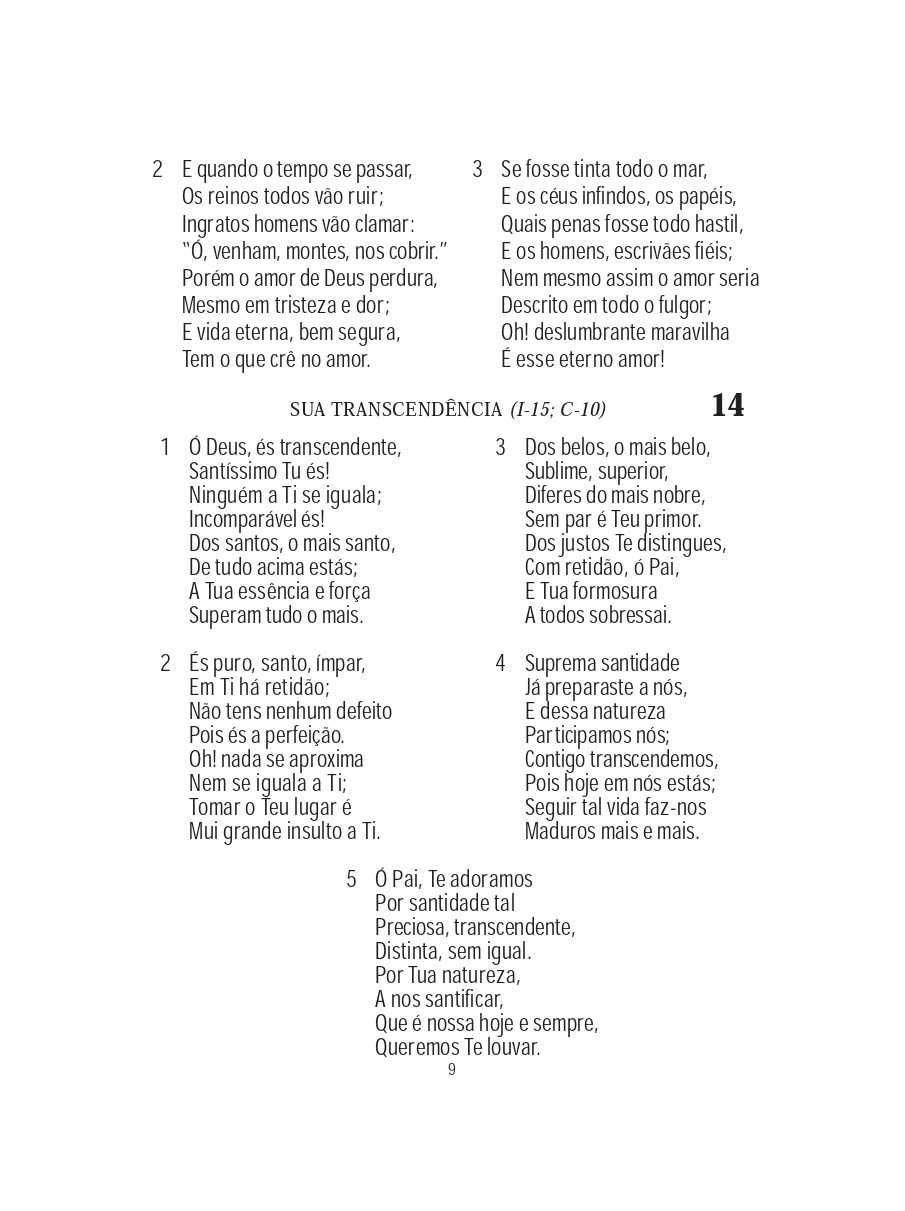 2 E quando o tempo se passar,
Os reinos todos vão ruir;
Ingratos homens vão clamar:
“Ó, venham, montes, nos cobrir.”
Porém o amor de Deus perdura,
Mesmo em tristeza e dor;
E vida eterna, bem segura,
Tem o que crê no amor.
3 Se fosse tinta todo o mar,
E os céus infindos, os papéis,
Quais penas fosse todo hastil,
E os homens, escrivães fiéis;
Nem mesmo assim o amor seria
Descrito em todo o fulgor;
Oh! deslumbrante maravilha
É esse eterno amor!
SUA TRANSCENDÊNCIA (I-15; C-10) 14
1 Ó Deus, és transcendente,
Santíssimo Tu és!
Ninguém a Ti se iguala;
Incomparável és!
Dos santos, o mais santo,
De tudo acima estás;
A Tua essência e força
Superam tudo o mais.
2 És puro, santo, ímpar,
Em Ti há retidão;
Não tens nenhum defeito
Pois és a perfeição.
Oh! nada se aproxima
Nem se iguala a Ti;
Tomar o Teu lugar é
Mui grande insulto a Ti.
3 Dos belos, o mais belo,
Sublime, superior,
Diferes do mais nobre,
Sem par é Teu primor.
Dos justos Te distingues,
Com retidão, ó Pai,
E Tua formosura
A todos sobressai.
4 Suprema santidade
Já preparaste a nós,
E dessa natureza
Participamos nós;
Contigo transcendemos,
Pois hoje em nós estás;
Seguir tal vida faz-nos
Maduros mais e mais.
5 Ó Pai, Te adoramos
Por santidade tal
Preciosa, transcendente,
Distinta, sem igual.
Por Tua natureza,
A nos santificar,
Que é nossa hoje e sempre,
Queremos Te louvar.
9